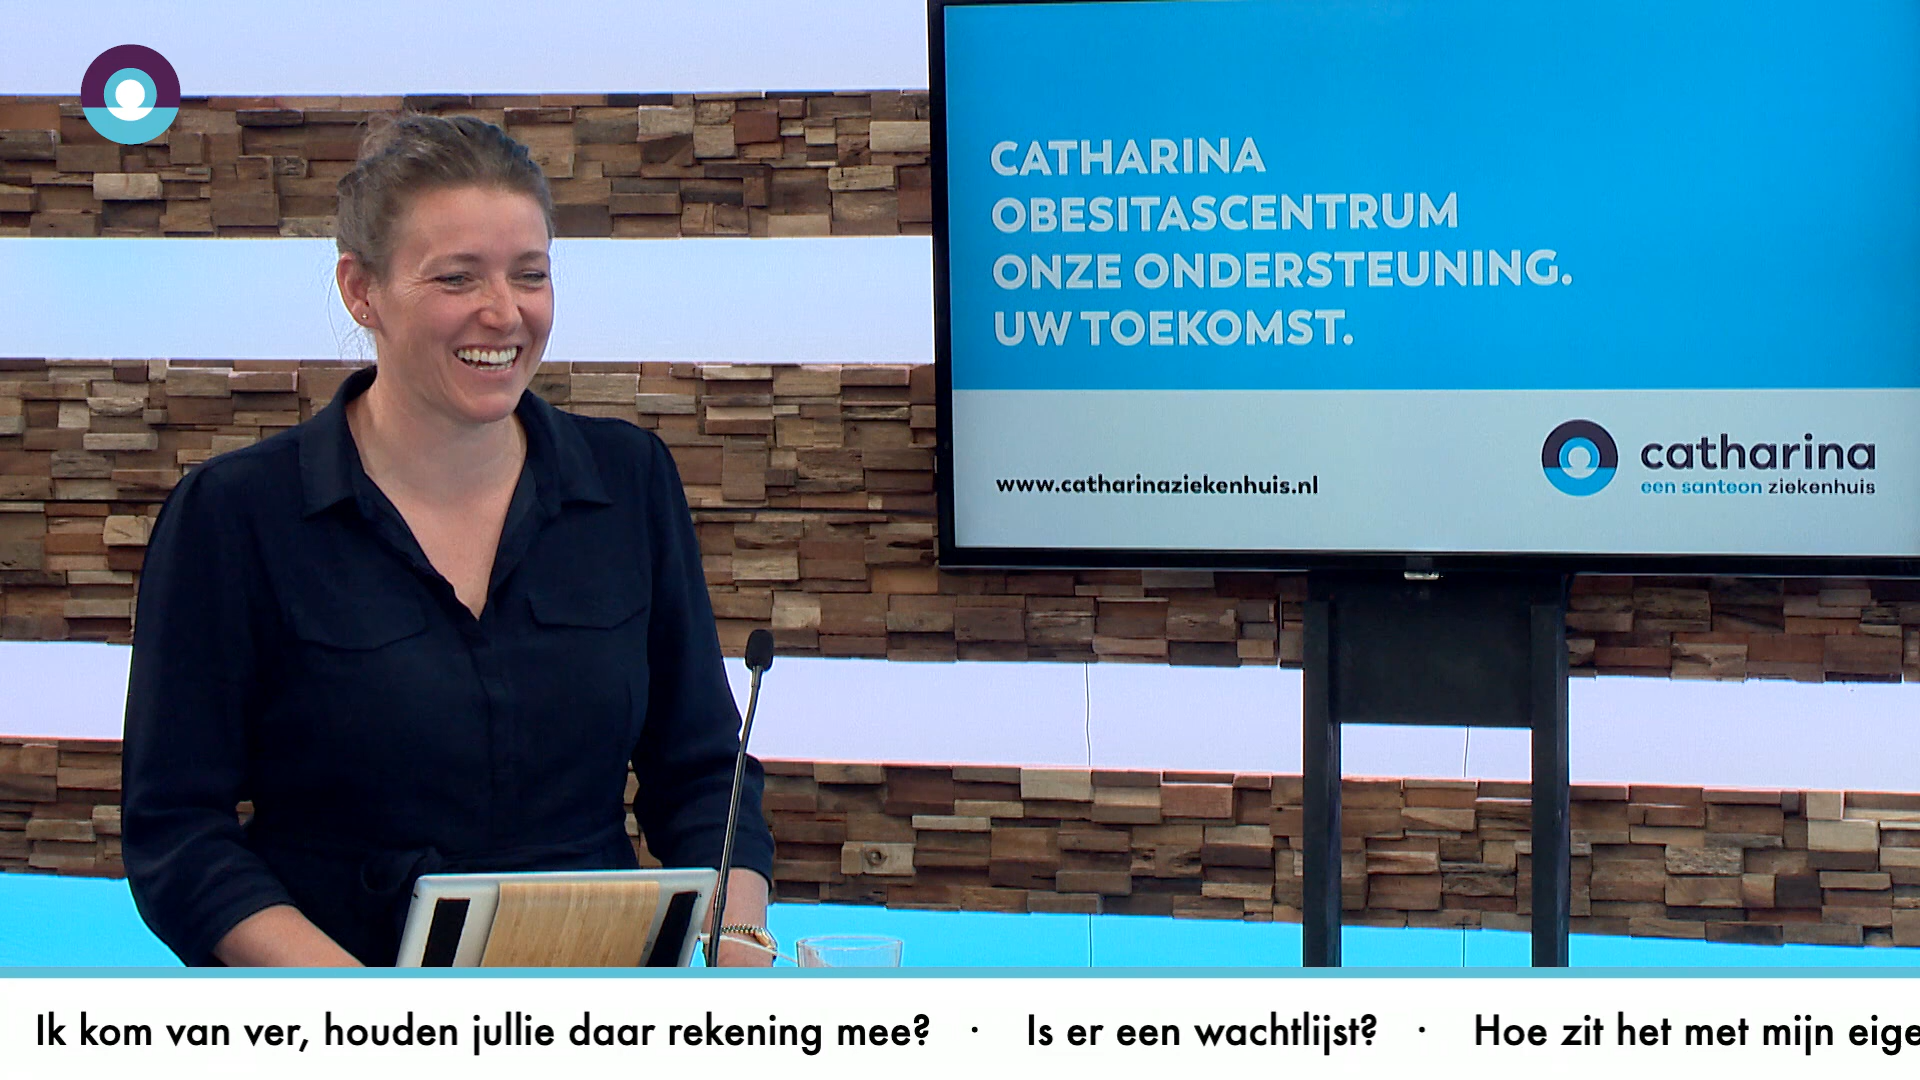 CATHARINA
OBESITASCENTRUM
ONZE ONDERSTEUNING.
UW TOEKOMST.
www.catharinaziekenhuis.nl
catharina
een santeon ziekenhuis
Ik kom van ver, houden jullie daar rekening mee? · Is er een wachtlijst? · Hoe zit het met mijn eige